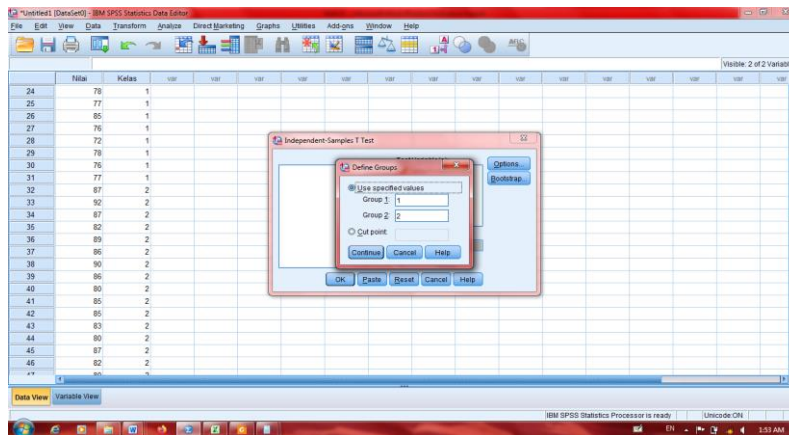 *Untitled1 [DataSet0] - IBM SPSS Statistics Data Editor
File Edit View Data Transform Analyze Direct Marketing Graphs Utilities Add-ons Window Help
Visible: 2 of 2 Variabl
Nilai Kelas var var var var var var var var var var var var var var
24 78 1
25 77 1
26 85 1
27 76 1
28 72 1
29 78 1
30 76 1
31 77 1
32 87 2
33 92 2
34 87 2
35 82 2
36 89 2
37 86 2
38 90 2
39 86 2
40 80 2
41 85 2
42 85 2
43 83 2
44 80 2
45 87 2
46 82 2
Independent-Samples T Test
Options...
Bootstrap...
Define Groups
Use specified values
Group 1: 1
Group 2: 2
Cut point:
Continue Cancel Help
OK Paste Reset Cancel Help
Data View Variable View
IBM SPSS Statistics Processor is ready Unicode:ON
EN 1:53 AM